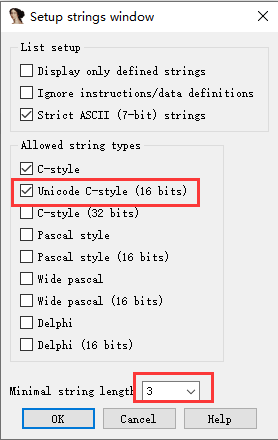 Setup strings window
List setup
Display only defined strings
Ignore instructions/data definitions
Strict ASCII (7-bit) strings
Allowed string types
C-style
Unicode C-style (16 bits)
C-style (32 bits)
Pascal style
Pascal style (16 bits)
Wide pascal
Wide pascal (16 bits)
Delphi
Delphi (16 bits)
Minimal string length 3
OK Cancel Help